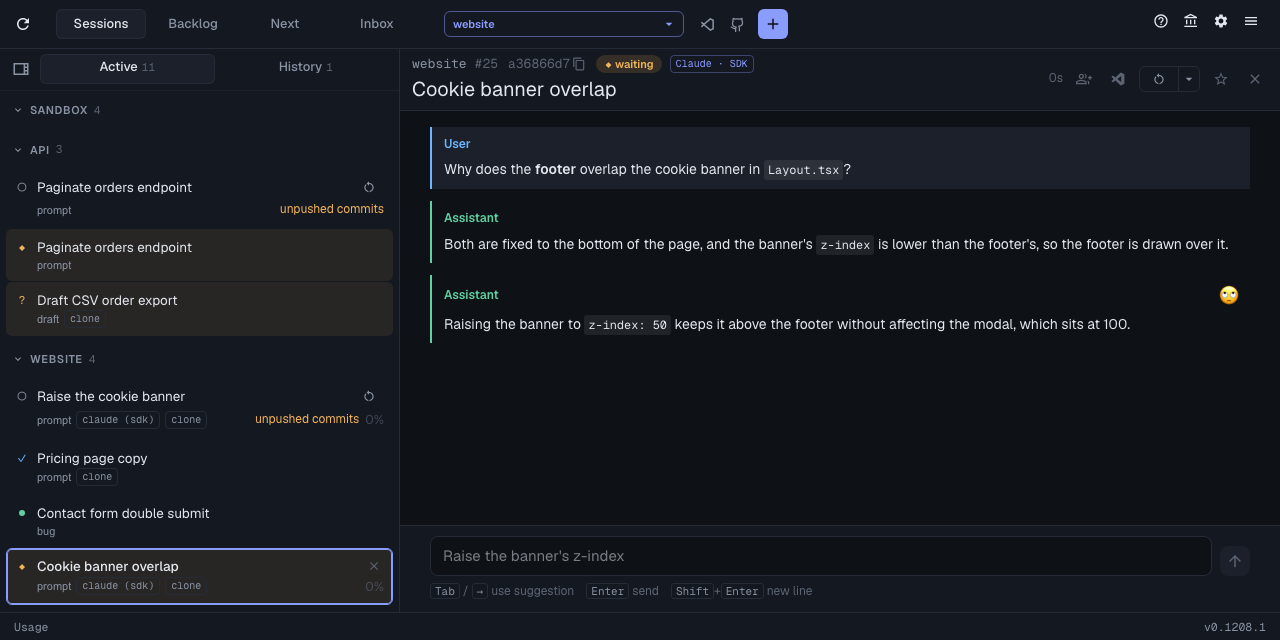 Sessions Backlog Next Inbox website
Active 11 History 1
SANDBOX 4
API 3
Paginate orders endpoint
prompt unpushed commits
Paginate orders endpoint
prompt
Draft CSV order export
draft clone
WEBSITE 4
Raise the cookie banner
prompt claude (sdk) clone unpushed commits 0%
Pricing page copy
prompt clone
Contact form double submit
bug
Cookie banner overlap
prompt claude (sdk) clone 0%
website #25 a36866d7 waiting Claude · SDK
Cookie banner overlap
0s
User
Why does the footer overlap the cookie banner in Layout.tsx?
Assistant
Both are fixed to the bottom of the page, and the banner's z-index is lower than the footer's, so the footer is drawn over it.
Assistant
Raising the banner to z-index: 50 keeps it above the footer without affecting the modal, which sits at 100.
Raise the banner's z-index
Tab / → use suggestion Enter send Shift+Enter new line
Usage v0.1208.1